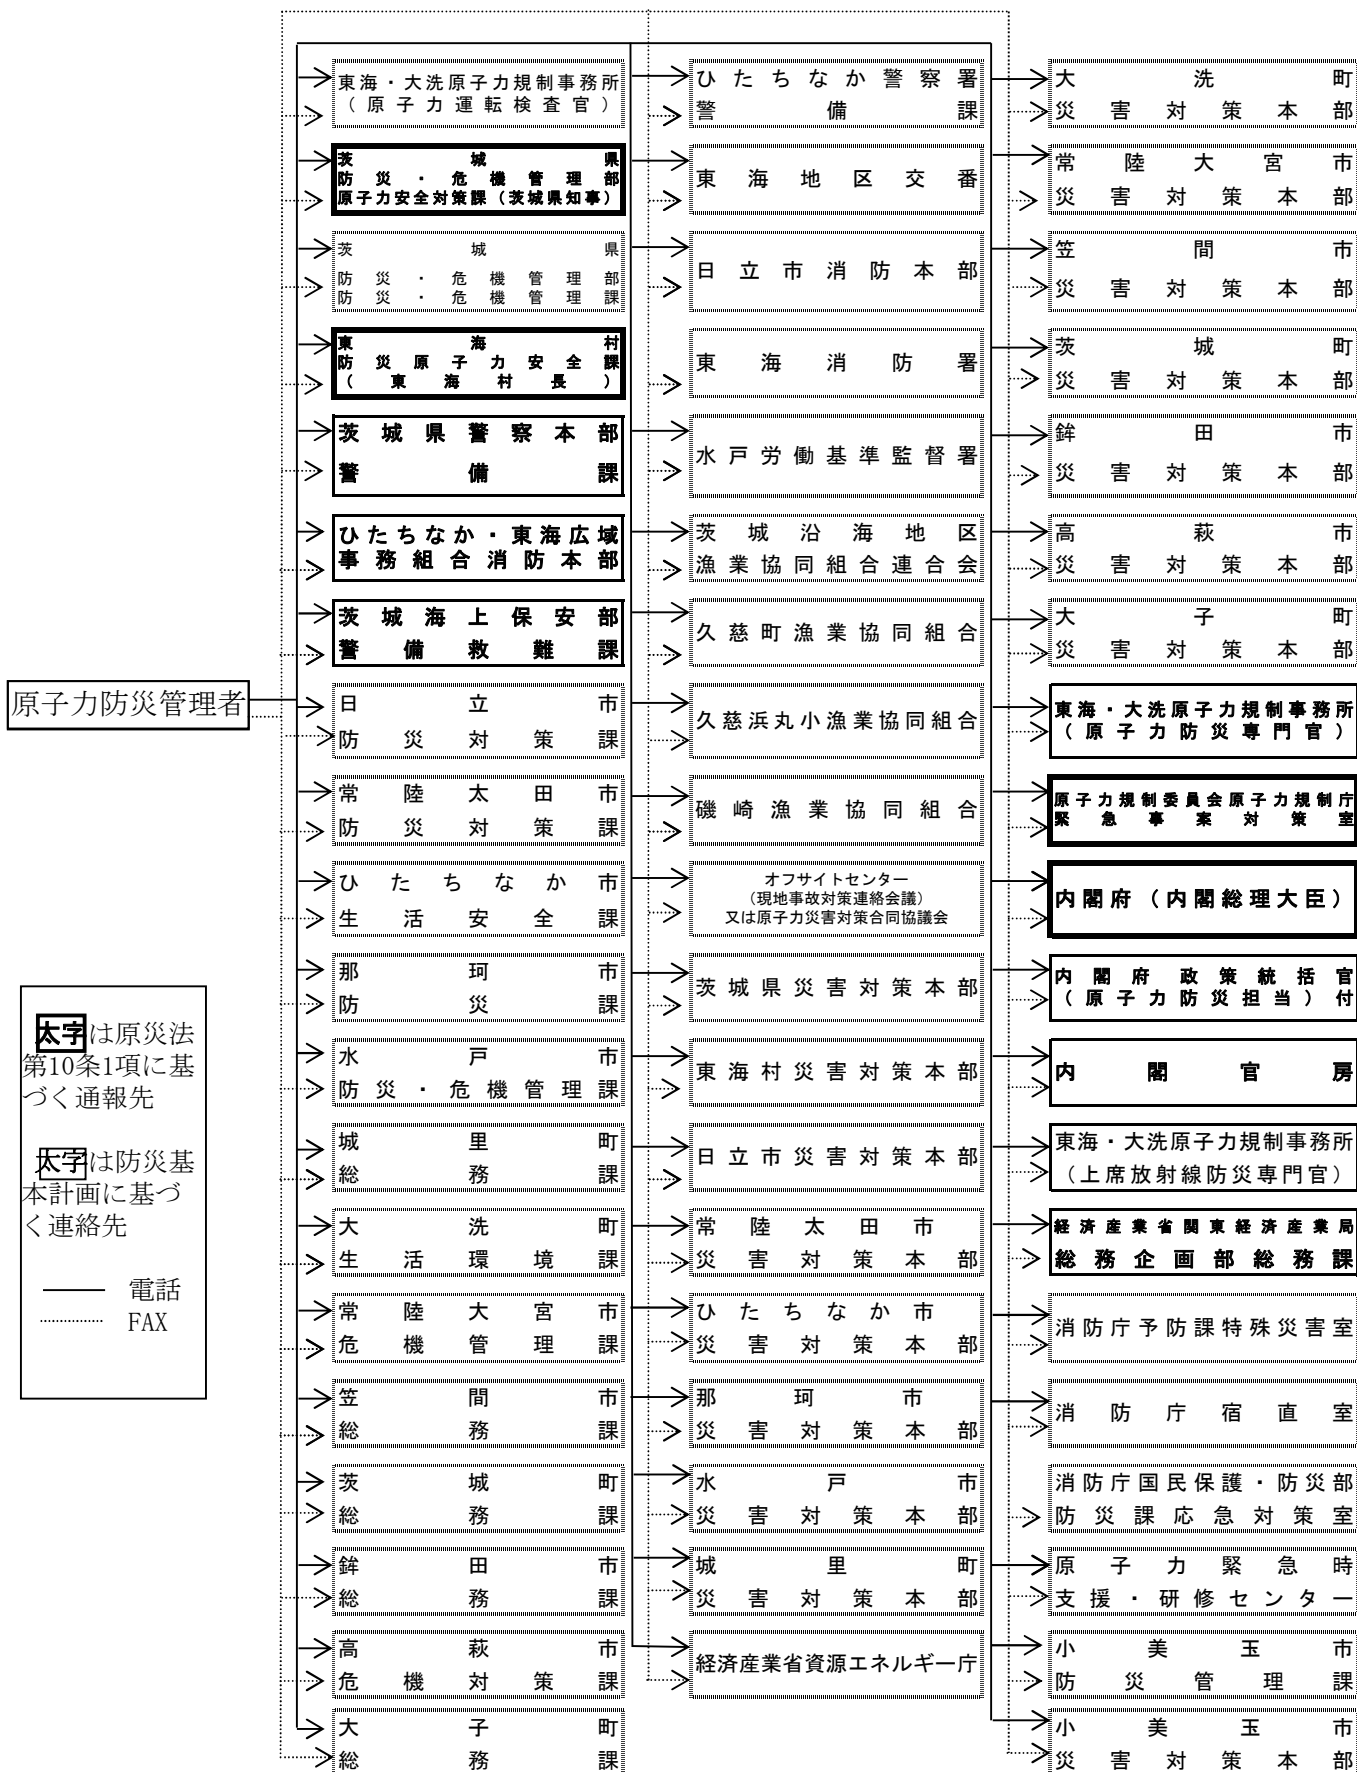 原子力防災管理者
太字は原災法
第10条1項に基
づく通報先
太字は防災基
本計画に基づ
く連絡先
電話
FAX
東海・大洗原子力規制事務所
(原子力運転検査官)
茨城県
防災・危機管理部
原子力安全対策課(茨城県知事)
茨城県
防災・危機管理部
防災・危機管理課
東海村
防災原子力安全課
(東海村長)
茨城県警察本部
警備課
ひたちなか・東海広域
事務組合消防本部
茨城海上保安部
警備救難課
日立市
防災対策課
常陸太田市
防災対策課
ひたちなか市
生活安全課
那珂市
防災課
水戸市
防災・危機管理課
城里町
総務課
大洗町
生活環境課
常陸大宮市
危機管理課
笠間市
総務課
茨城町
総務課
鉾田市
総務課
高萩市
危機対策課
大子町
総務課
ひたちなか警察署
警備課
東海地区交番
日立市消防本部
東海消防署
水戸労働基準監督署
茨城沿海地区
漁業協同組合連合会
久慈町漁業協同組合
久慈浜丸小漁業協同組合
磯崎漁業協同組合
オフサイトセンター
(現地事故対策連絡会議)
又は原子力災害対策合同協議会
茨城県災害対策本部
東海村災害対策本部
日立市災害対策本部
常陸太田市
災害対策本部
ひたちなか市
災害対策本部
那珂市
災害対策本部
水戸市
災害対策本部
城里町
災害対策本部
経済産業省資源エネルギー庁
大洗町
災害対策本部
常陸大宮市
災害対策本部
笠間市
災害対策本部
茨城町
災害対策本部
鉾田市
災害対策本部
高萩市
災害対策本部
大子町
災害対策本部
東海・大洗原子力規制事務所
(原子力防災専門官)
原子力規制委員会原子力規制庁
緊急事案対策室
内閣府(内閣総理大臣)
内閣府政策統括官
(原子力防災担当)付
内閣官房
東海・大洗原子力規制事務所
(上席放射線防災専門官)
経済産業省関東経済産業局
総務企画部総務課
消防庁予防課特殊災害室
消防庁宿直室
消防庁国民保護・防災部
防災課応急対策室
原子力緊急時
支援・研修センター
小美玉市
防災管理課
小美玉市
災害対策本部